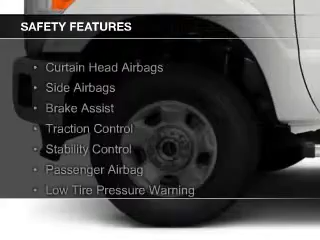 SAFETY FEATURES
• Curtain Head Airbags
• Side Airbags
• Brake Assist
• Traction Control
• Stability Control
• Passenger Airbag
• Low Tire Pressure Warning